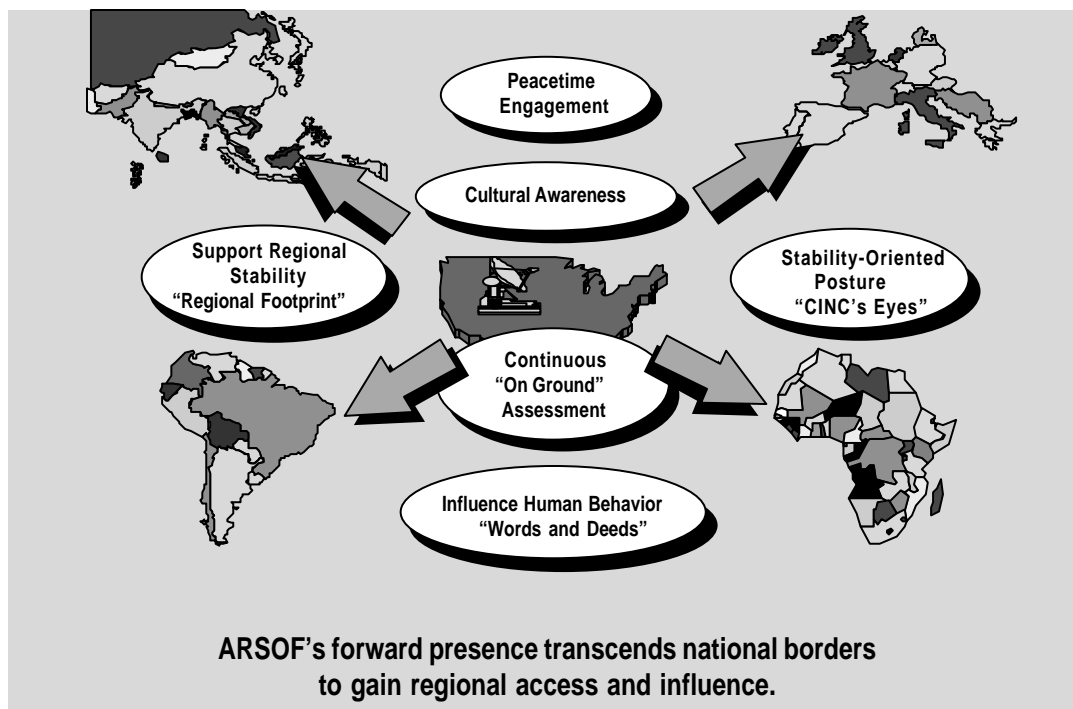 Peacetime
Engagement
Cultural Awareness
Support Regional
Stability
“Regional Footprint”
Stability-Oriented
Posture
“CINC’s Eyes”
Continuous
“On Ground”
Assessment
Influence Human Behavior
“Words and Deeds”
ARSOF’s forward presence transcends national borders
to gain regional access and influence.